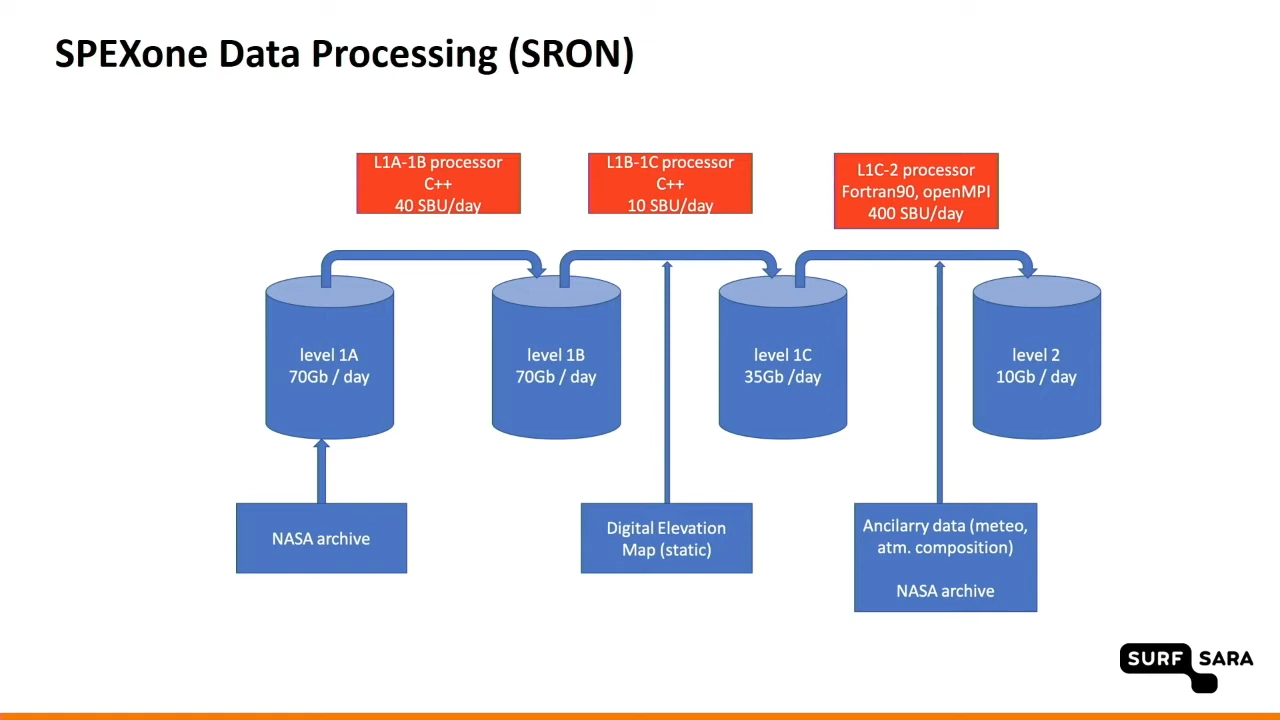 SPEXone Data Processing (SRON)
L1A-1B processor
C++
40 SBU/day
L1B-1C processor
C++
10 SBU/day
L1C-2 processor
Fortran90, openMPI
400 SBU/day
level 1A
70Gb / day
level 1B
70Gb / day
level 1C
35Gb /day
level 2
10Gb / day
NASA archive
Digital Elevation
Map (static)
Ancilarry data (meteo,
atm. composition)
NASA archive
SURF SARA